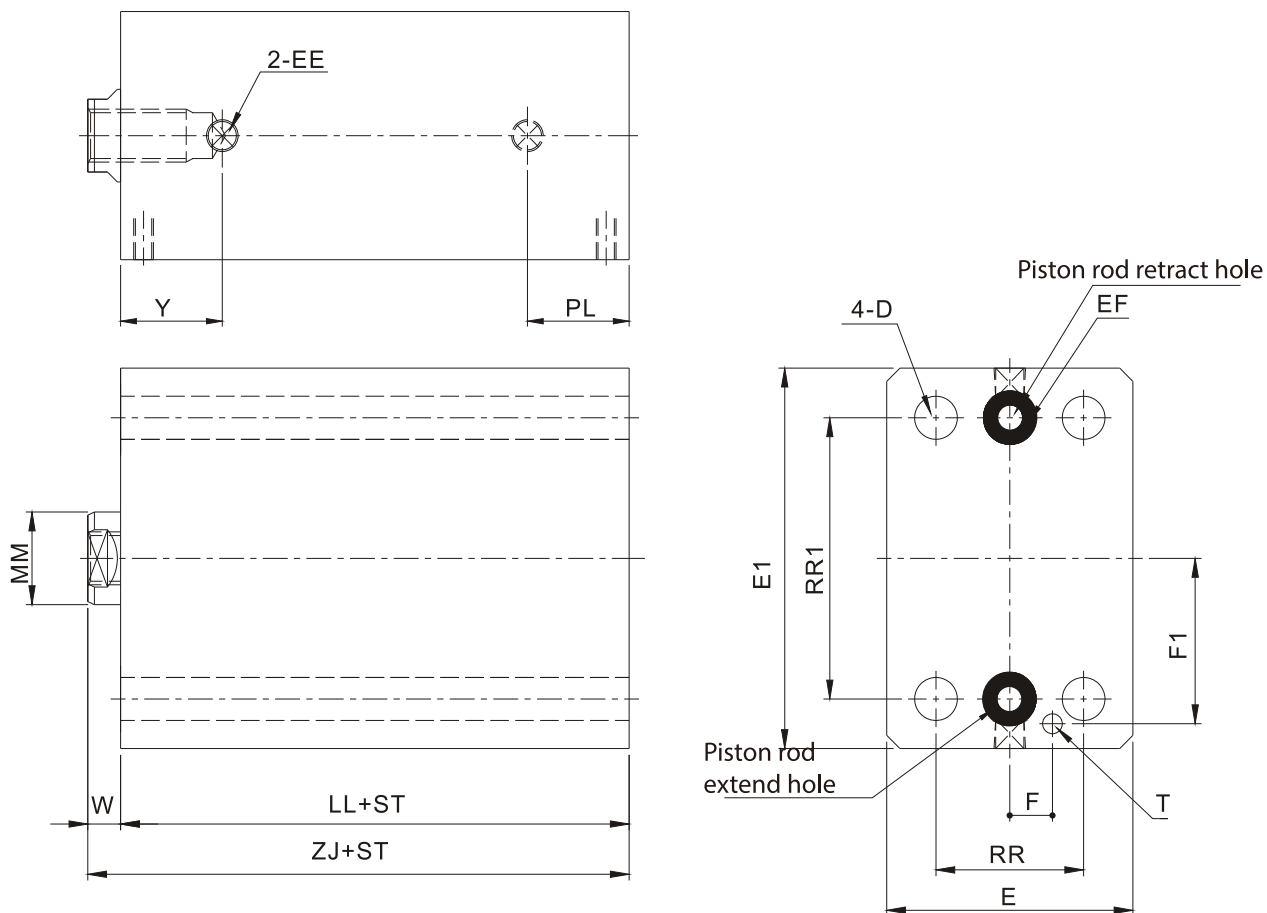 2-EE
Y
PL
Piston rod retract hole
4-D
EF
MM
E1
RR1
F1
Piston rod
extend hole
W
LL+ST
F
T
ZJ+ST
RR
E